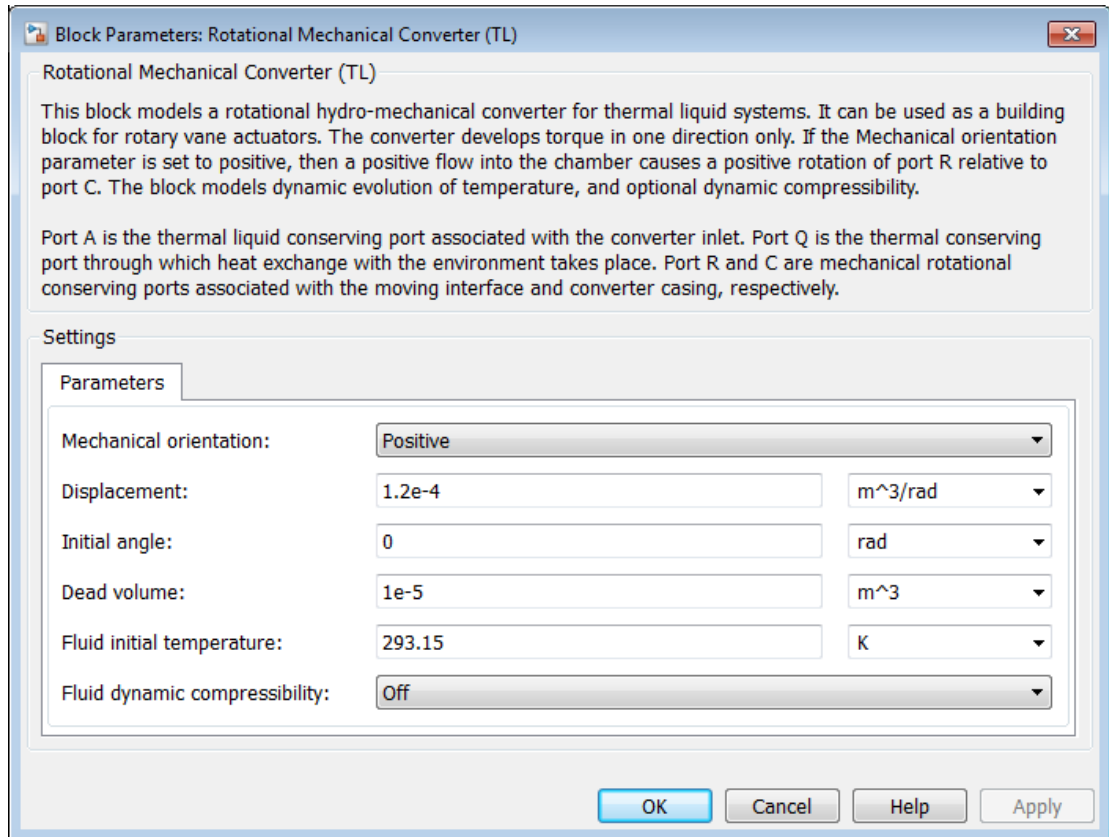 Block Parameters: Rotational Mechanical Converter (TL)
Rotational Mechanical Converter (TL)
This block models a rotational hydro-mechanical converter for thermal liquid systems. It can be used as a building
block for rotary vane actuators. The converter develops torque in one direction only. If the Mechanical orientation
parameter is set to positive, then a positive flow into the chamber causes a positive rotation of port R relative to
port C. The block models dynamic evolution of temperature, and optional dynamic compressibility.
Port A is the thermal liquid conserving port associated with the converter inlet. Port Q is the thermal conserving
port through which heat exchange with the environment takes place. Port R and C are mechanical rotational
conserving ports associated with the moving interface and converter casing, respectively.
Settings
Parameters
Mechanical orientation: Positive
Displacement: 1.2e-4 m^3/rad
Initial angle: 0 rad
Dead volume: 1e-5 m^3
Fluid initial temperature: 293.15 K
Fluid dynamic compressibility: Off
OK Cancel Help Apply